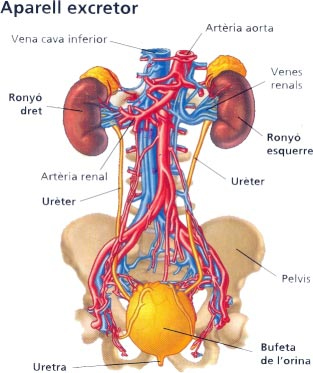 Aparell excretor
Vena cava inferior
Artèria aorta
Venes
renals
Ronyó
dret
Ronyó
esquerre
Artèria renal
Urèter
Urèter
Pelvis
Bufeta
de l'orina
Uretra